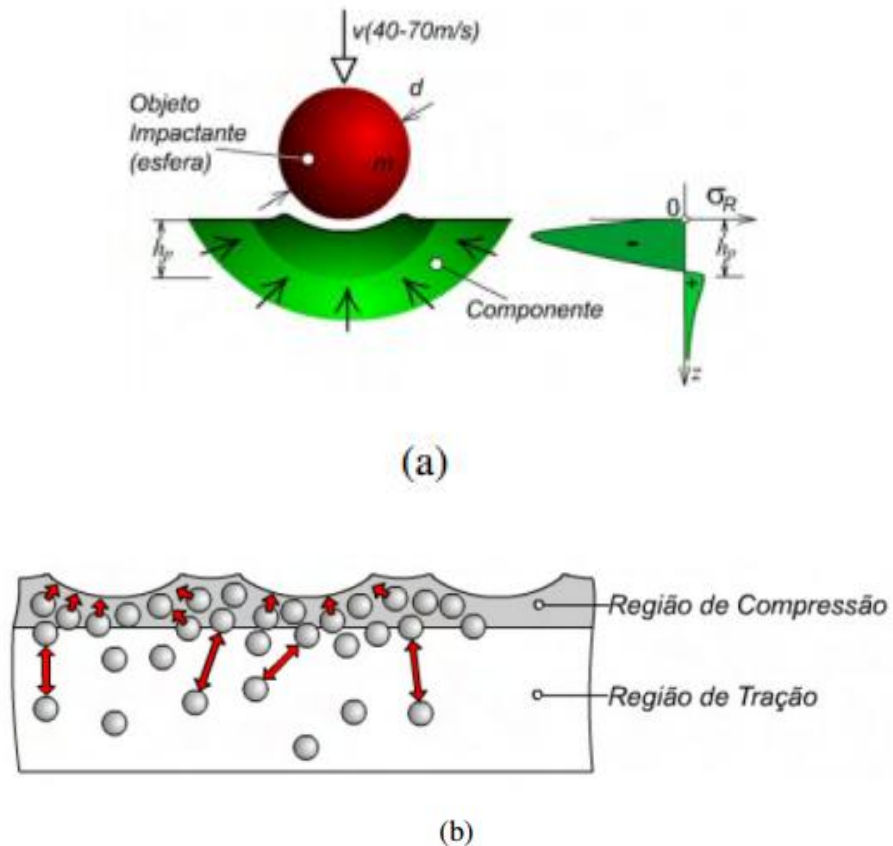 v(40-70m/s)
d
Objeto
Impactante
(esfera)
m
0
σR
hp
hp
-
+
Componente
z
(a)
Região de Compressão
Região de Tração
(b)